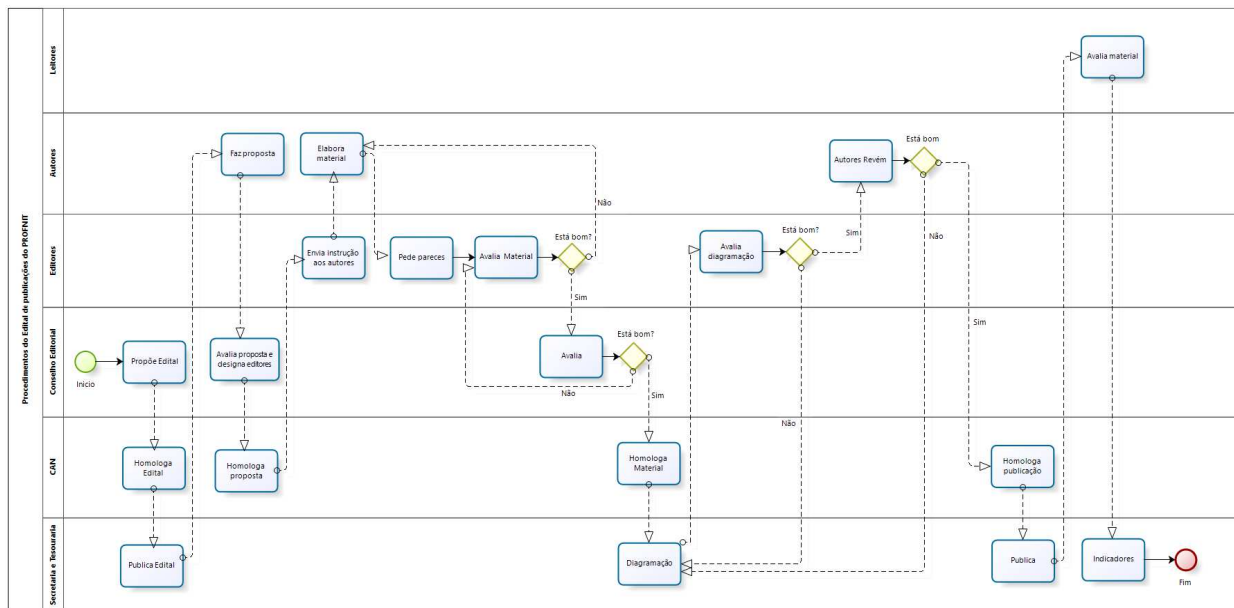 Procedimentos do Edital de publicações do PROFNIT
Leitores
Avalia material
Autores
Faz proposta
Elabora
material
Autores Revém
Está bom
Não
Não
Editores
Envia instrução
aos autores
Pede pareces
Avalia Material
Está bom?
Sim
Avalia
diagramação
Está bom?
Sim
Conselho Editorial
Inicio
Propõe Edital
Avalia proposta e
designa editores
Avalia
Está bom?
Não
Sim
Sim
CAN
Homologa
Edital
Homologa
proposta
Homologa
Material
Não
Homologa
publicação
Secretaria e Tesouraria
Publica Edital
Diagramação
Publica
Indicadores
Fim